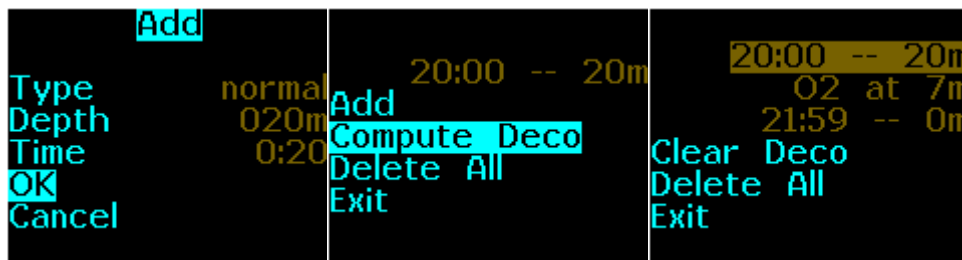 Add
Type normal
Depth 020m
Time 0:20
OK
Cancel
20:00 -- 20m
Add
Compute Deco
Delete All
Exit
20:00 -- 20m
O2 at 7m
21:59 -- 0m
Clear Deco
Delete All
Exit